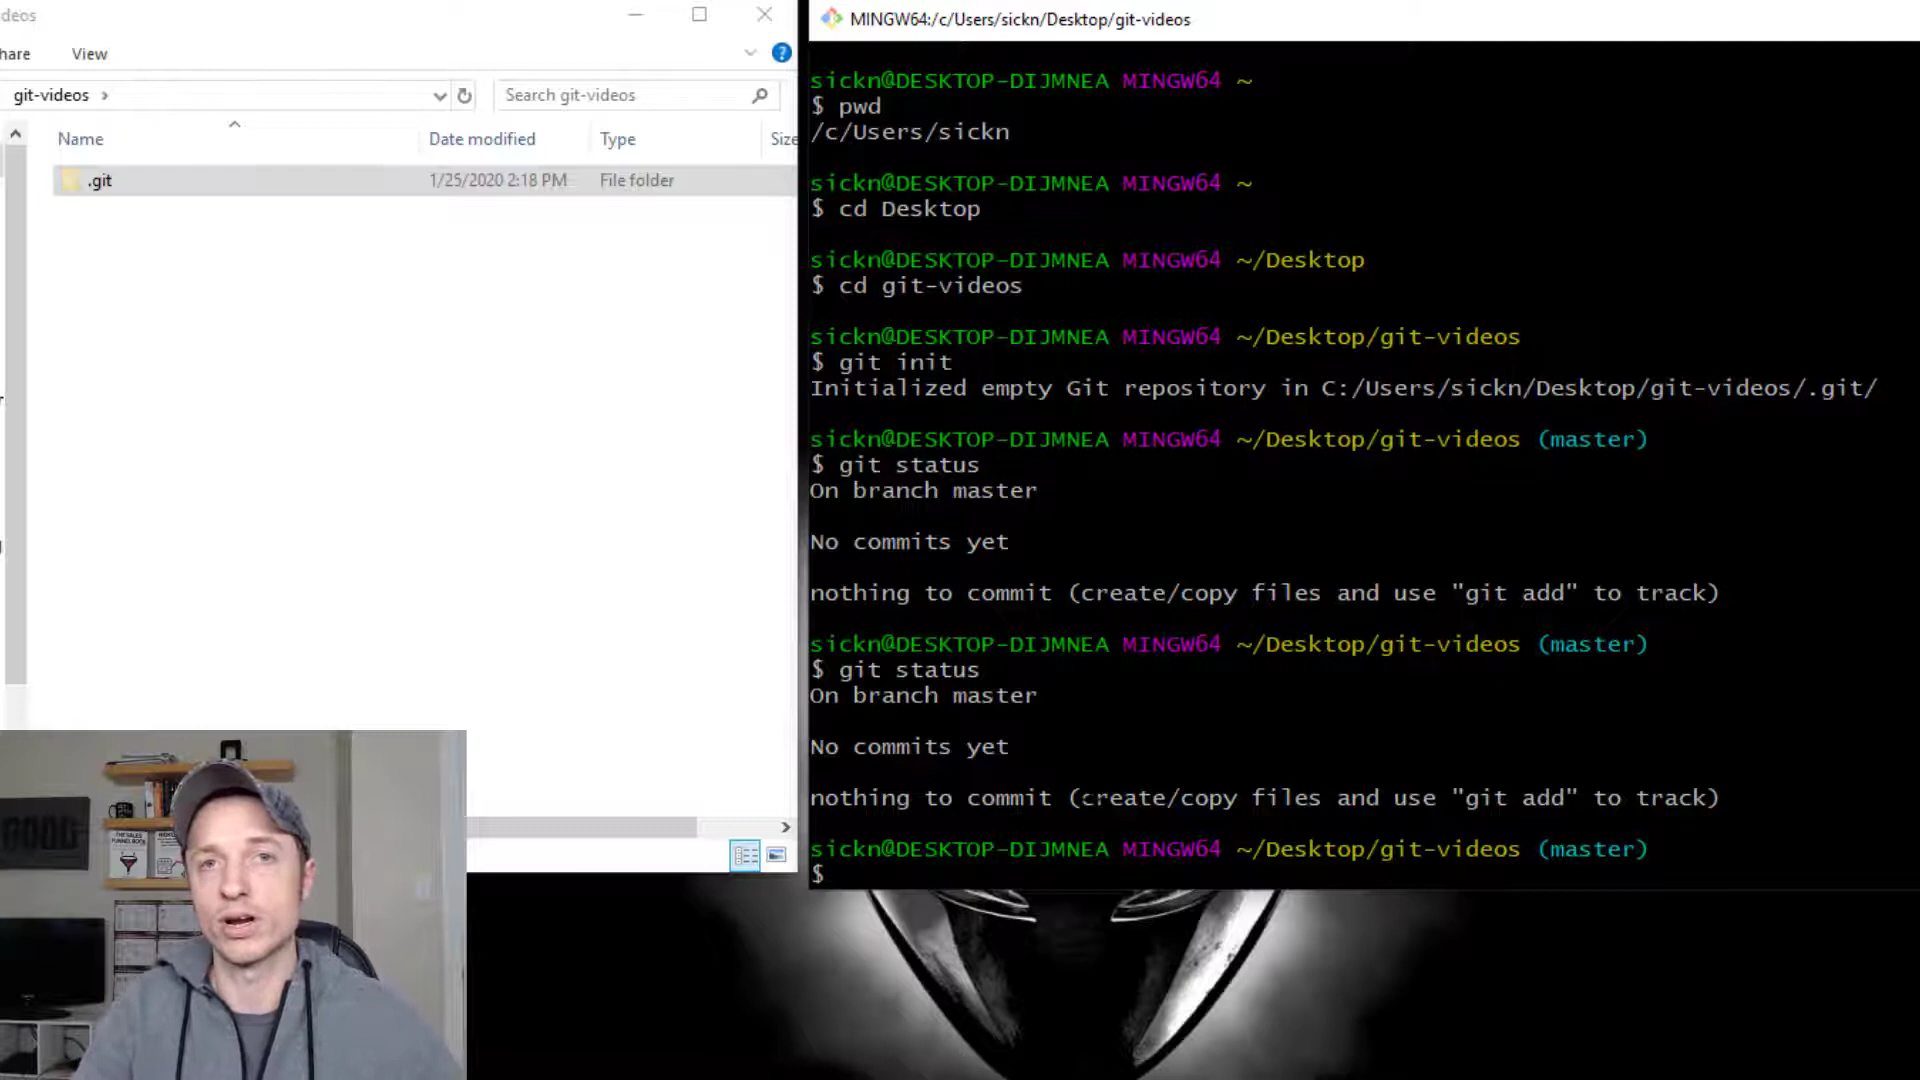 deos
hare View
git-videos
Search git-videos
Name Date modified Type Size
.git 1/25/2020 2:18 PM File folder
MINGW64:/c/Users/sickn/Desktop/git-videos
sickn@DESKTOP-DIJMNEA MINGW64 ~
$ pwd
/c/Users/sickn
sickn@DESKTOP-DIJMNEA MINGW64 ~
$ cd Desktop
sickn@DESKTOP-DIJMNEA MINGW64 ~/Desktop
$ cd git-videos
sickn@DESKTOP-DIJMNEA MINGW64 ~/Desktop/git-videos
$ git init
Initialized empty Git repository in C:/Users/sickn/Desktop/git-videos/.git/
sickn@DESKTOP-DIJMNEA MINGW64 ~/Desktop/git-videos (master)
$ git status
On branch master
No commits yet
nothing to commit (create/copy files and use "git add" to track)
sickn@DESKTOP-DIJMNEA MINGW64 ~/Desktop/git-videos (master)
$ git status
On branch master
No commits yet
nothing to commit (create/copy files and use "git add" to track)
sickn@DESKTOP-DIJMNEA MINGW64 ~/Desktop/git-videos (master)
$
GOOD
THE SALES
FUNNEL BOOK